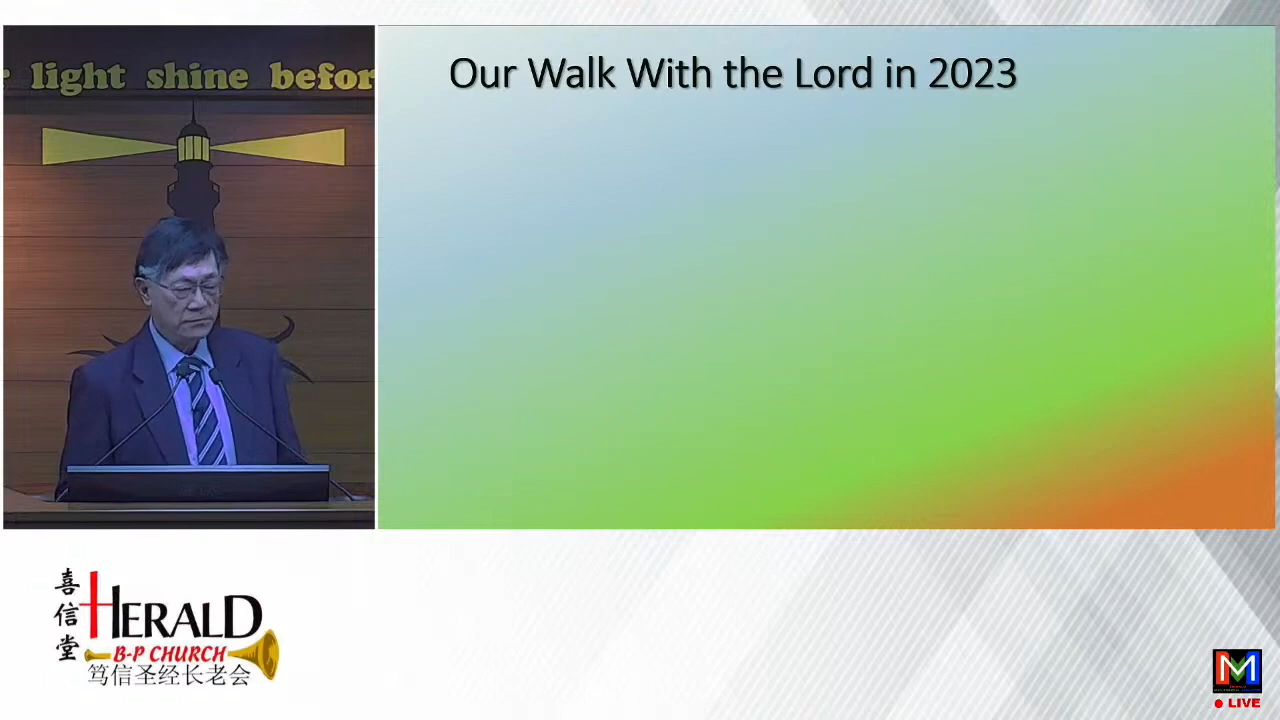 light shine befor
Our Walk With the Lord in 2023
喜信堂
HERALD
B-P CHURCH
笃信圣经长老会
M
LIVE